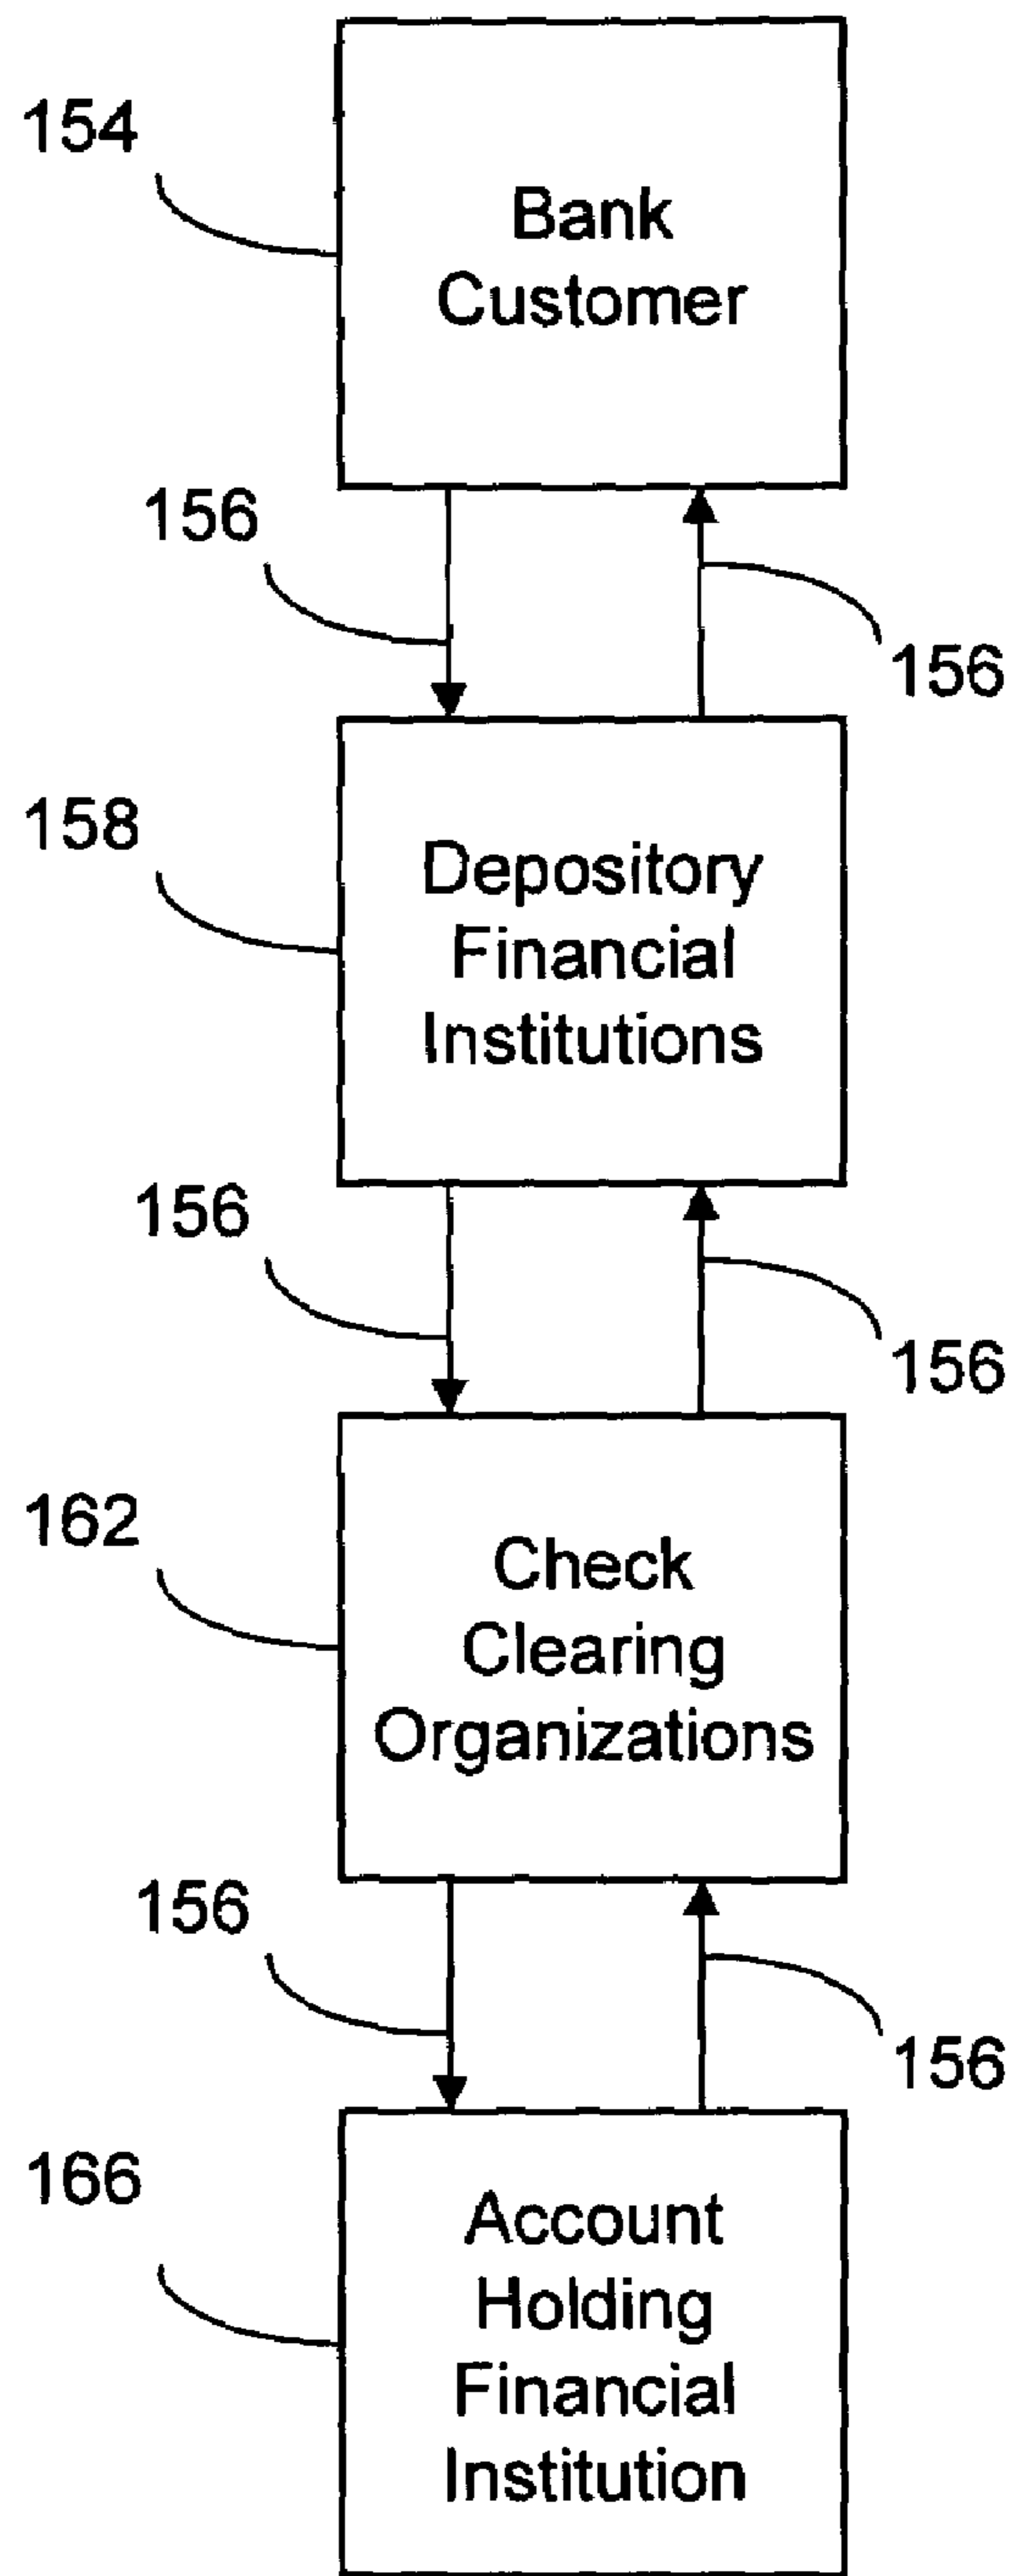 154
Bank
Customer
156
156
158
Depository
Financial
Institutions
156
156
162
Check
Clearing
Organizations
156
156
166
Account
Holding
Financial
Institution